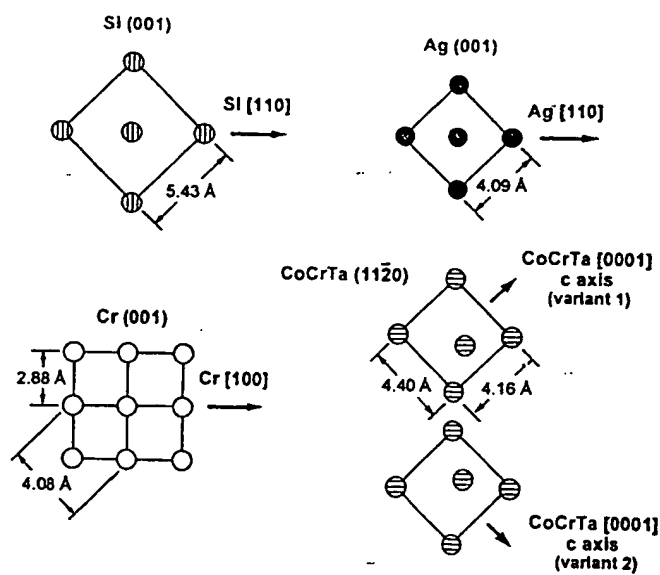 SI (001)
SI [110]
5.43 Å
Ag (001)
Ag [110]
4.09 Å
Cr (001)
2.88 Å
Cr [100]
4.08 Å
CoCrTa (112̄0)
CoCrTa [0001]
c axis
(variant 1)
4.40 Å
4.16 Å
CoCrTa [0001]
c axis
(variant 2)